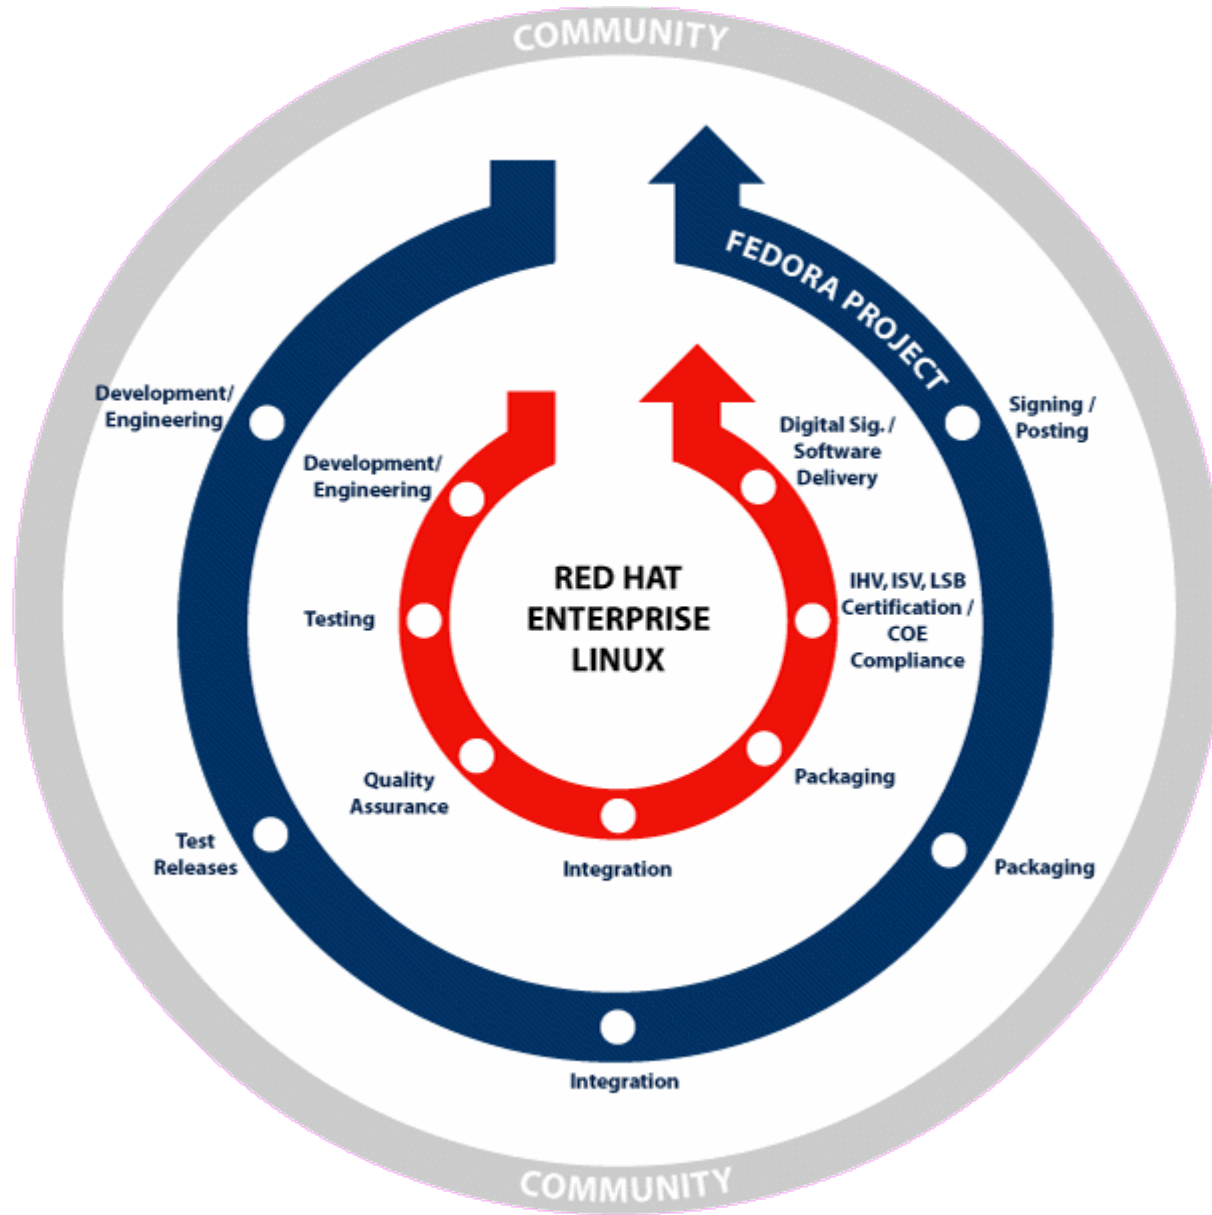 COMMUNITY
FEDORA PROJECT
Development/
Engineering
Signing /
Posting
Development/
Engineering
Digital Sig. /
Software
Delivery
RED HAT
ENTERPRISE
LINUX
Testing
IHV, ISV, LSB
Certification /
COE
Compliance
Quality
Assurance
Packaging
Integration
Test
Releases
Packaging
Integration
COMMUNITY